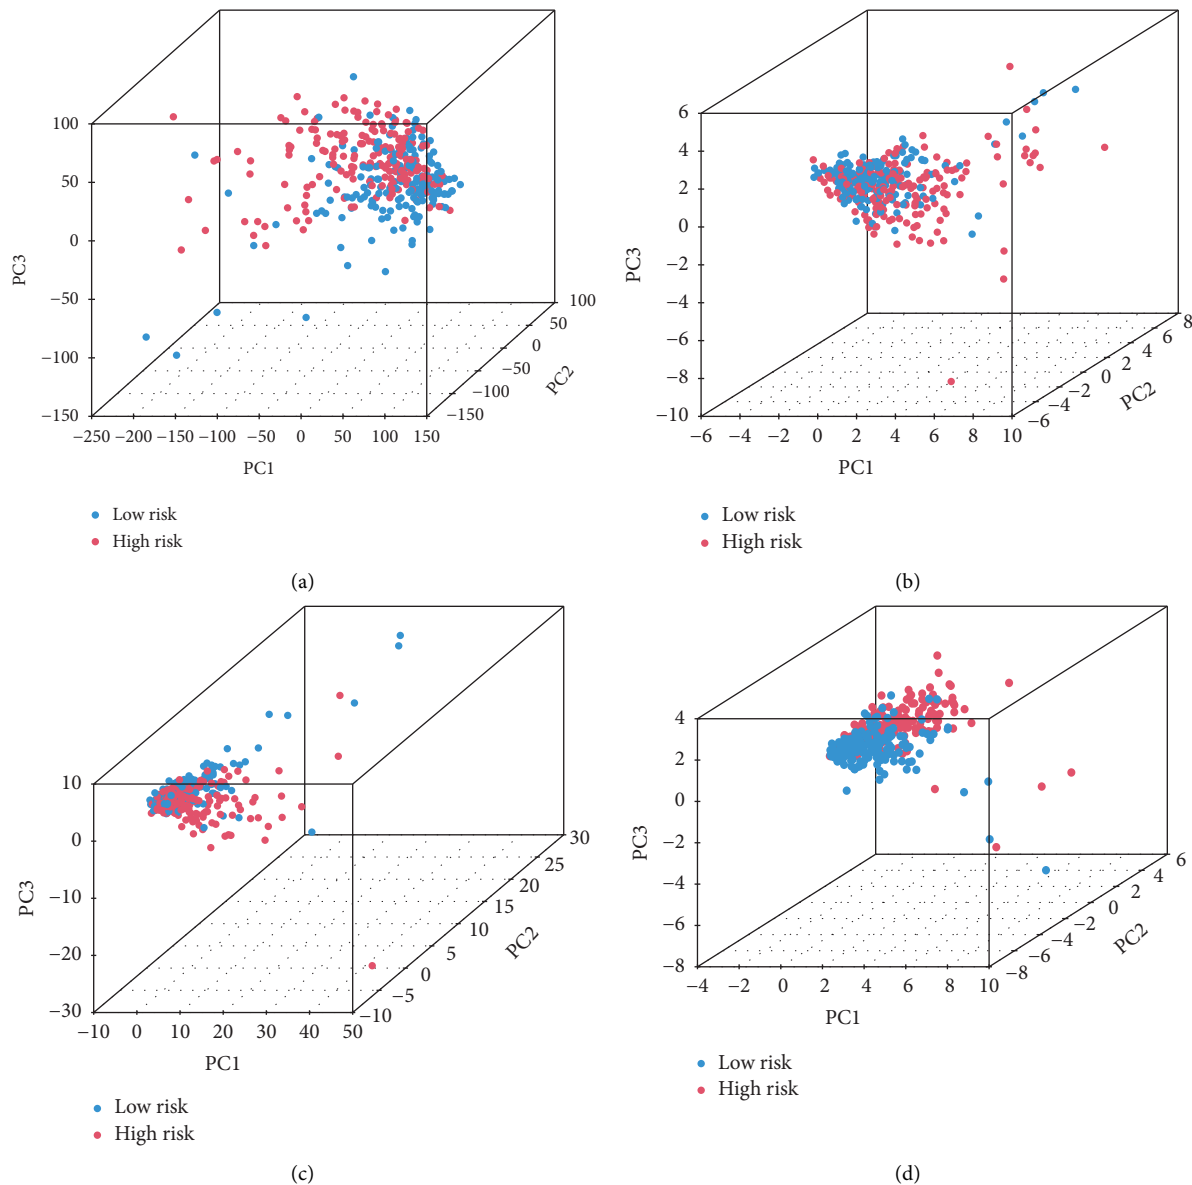 100
50
0
−50
−100
−150
PC3
−250 −200 −150 −100 −50 0 50 100 150
PC1
100
50
0
−50
−100
−150
PC2
Low risk
High risk
(a)
6
4
2
0
−2
−4
−6
−8
−10
PC3
−6 −4 −2 0 2 4 6 8 10
PC1
8
6
4
2
0
−2
−4
−6
PC2
Low risk
High risk
(b)
10
0
−10
−20
−30
PC3
−10 0 10 20 30 40 50
PC1
30
25
20
15
10
5
0
−5
−10
PC2
Low risk
High risk
(c)
4
2
0
−2
−4
−6
−8
PC3
−4 −2 0 2 4 6 8 10
PC1
6
4
2
0
−2
−4
−6
−8
PC2
Low risk
High risk
(d)